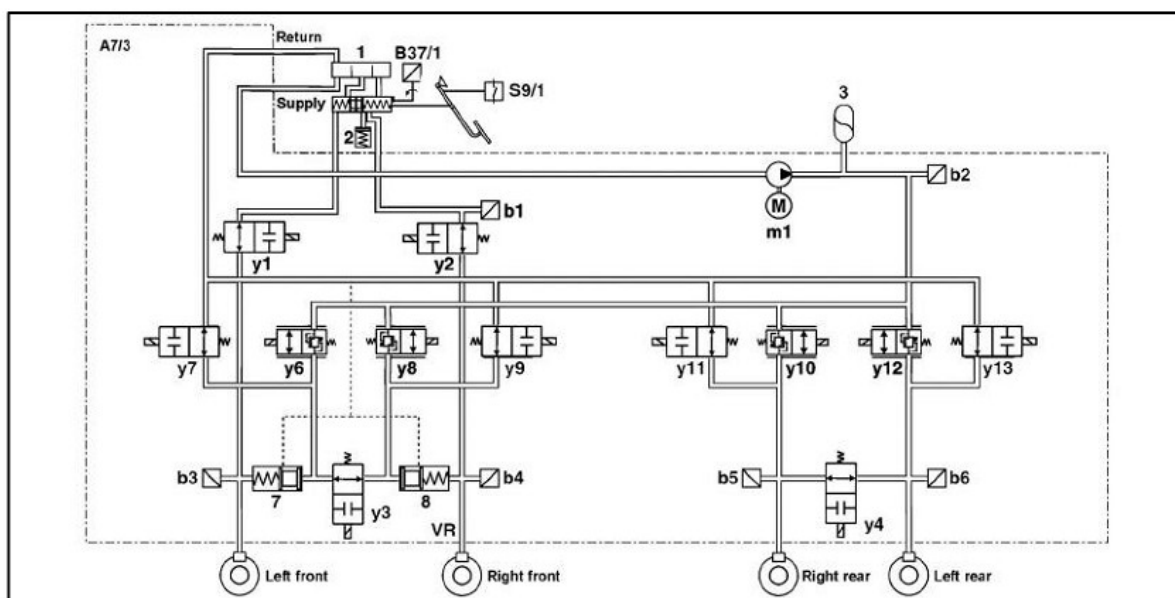 A7/3
Return
1
B37/1
S9/1
Supply
2
3
b2
M
m1
b1
y1
y2
y7
y6
y8
y9
y11
y10
y12
y13
b3
7
y3
8
b4
VR
b5
y4
b6
Left front
Right front
Right rear
Left rear